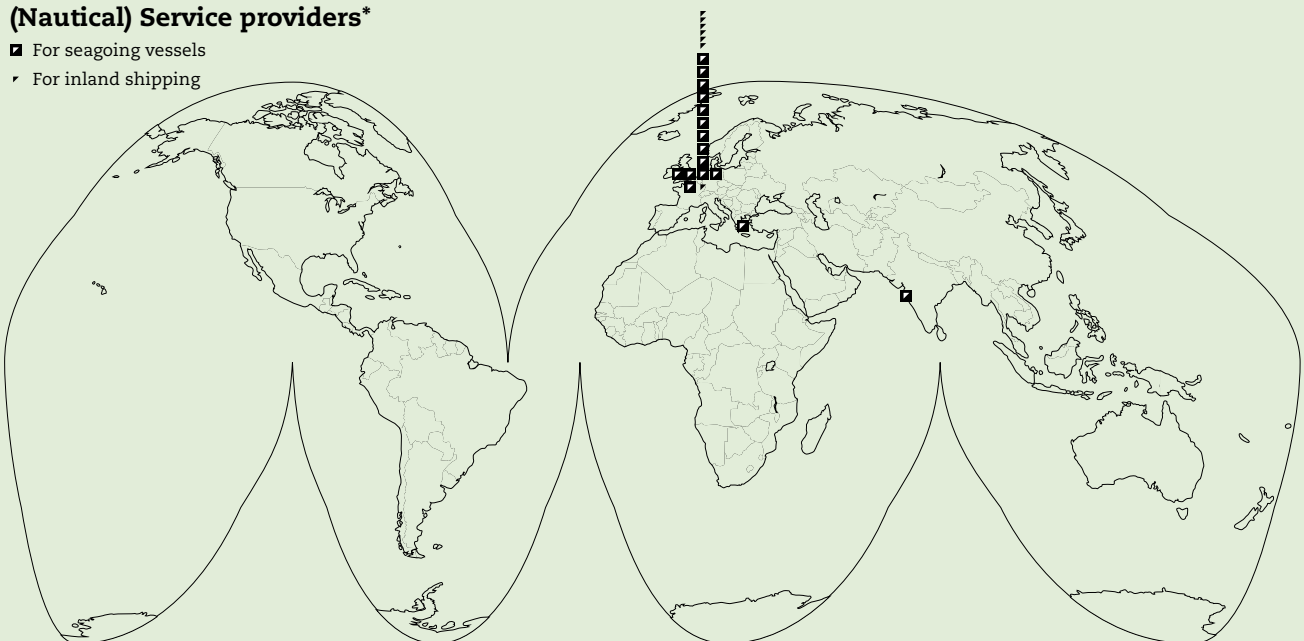 (Nautical) Service providers*
For seagoing vessels
For inland shipping